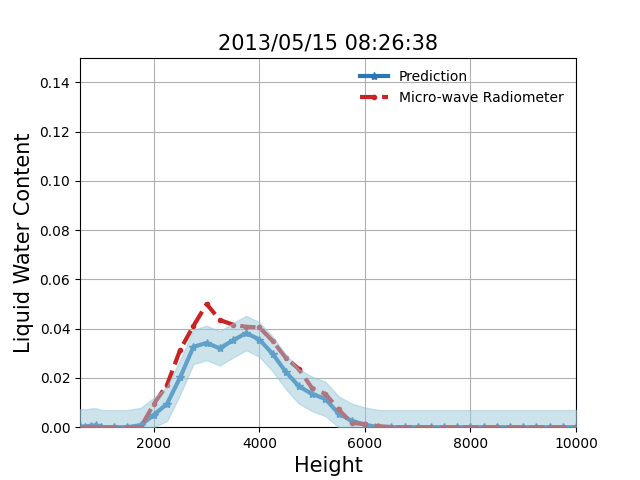 2013/05/15 08:26:38
Prediction
Micro-wave Radiometer
Liquid Water Content
0.14
0.12
0.10
0.08
0.06
0.04
0.02
0.00
2000 4000 6000 8000 10000
Height